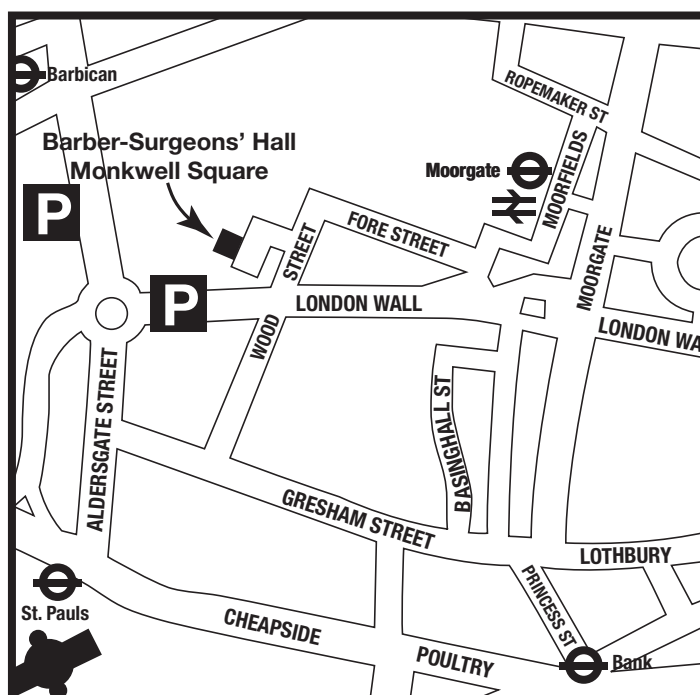 ROPEMAKER ST
Barbican
Barber-Surgeons' Hall
Monkwell Square
Moorgate
MOORFIELDS
P
FORE STREET
STREET
MOORGATE
P
LONDON WALL
WOOD
LONDON WA
ALDERSGATE STREET
BASINGHALL ST
GRESHAM STREET
LOTHBURY
PRINCESS ST
St. Pauls
CHEAPSIDE
POULTRY
Bank